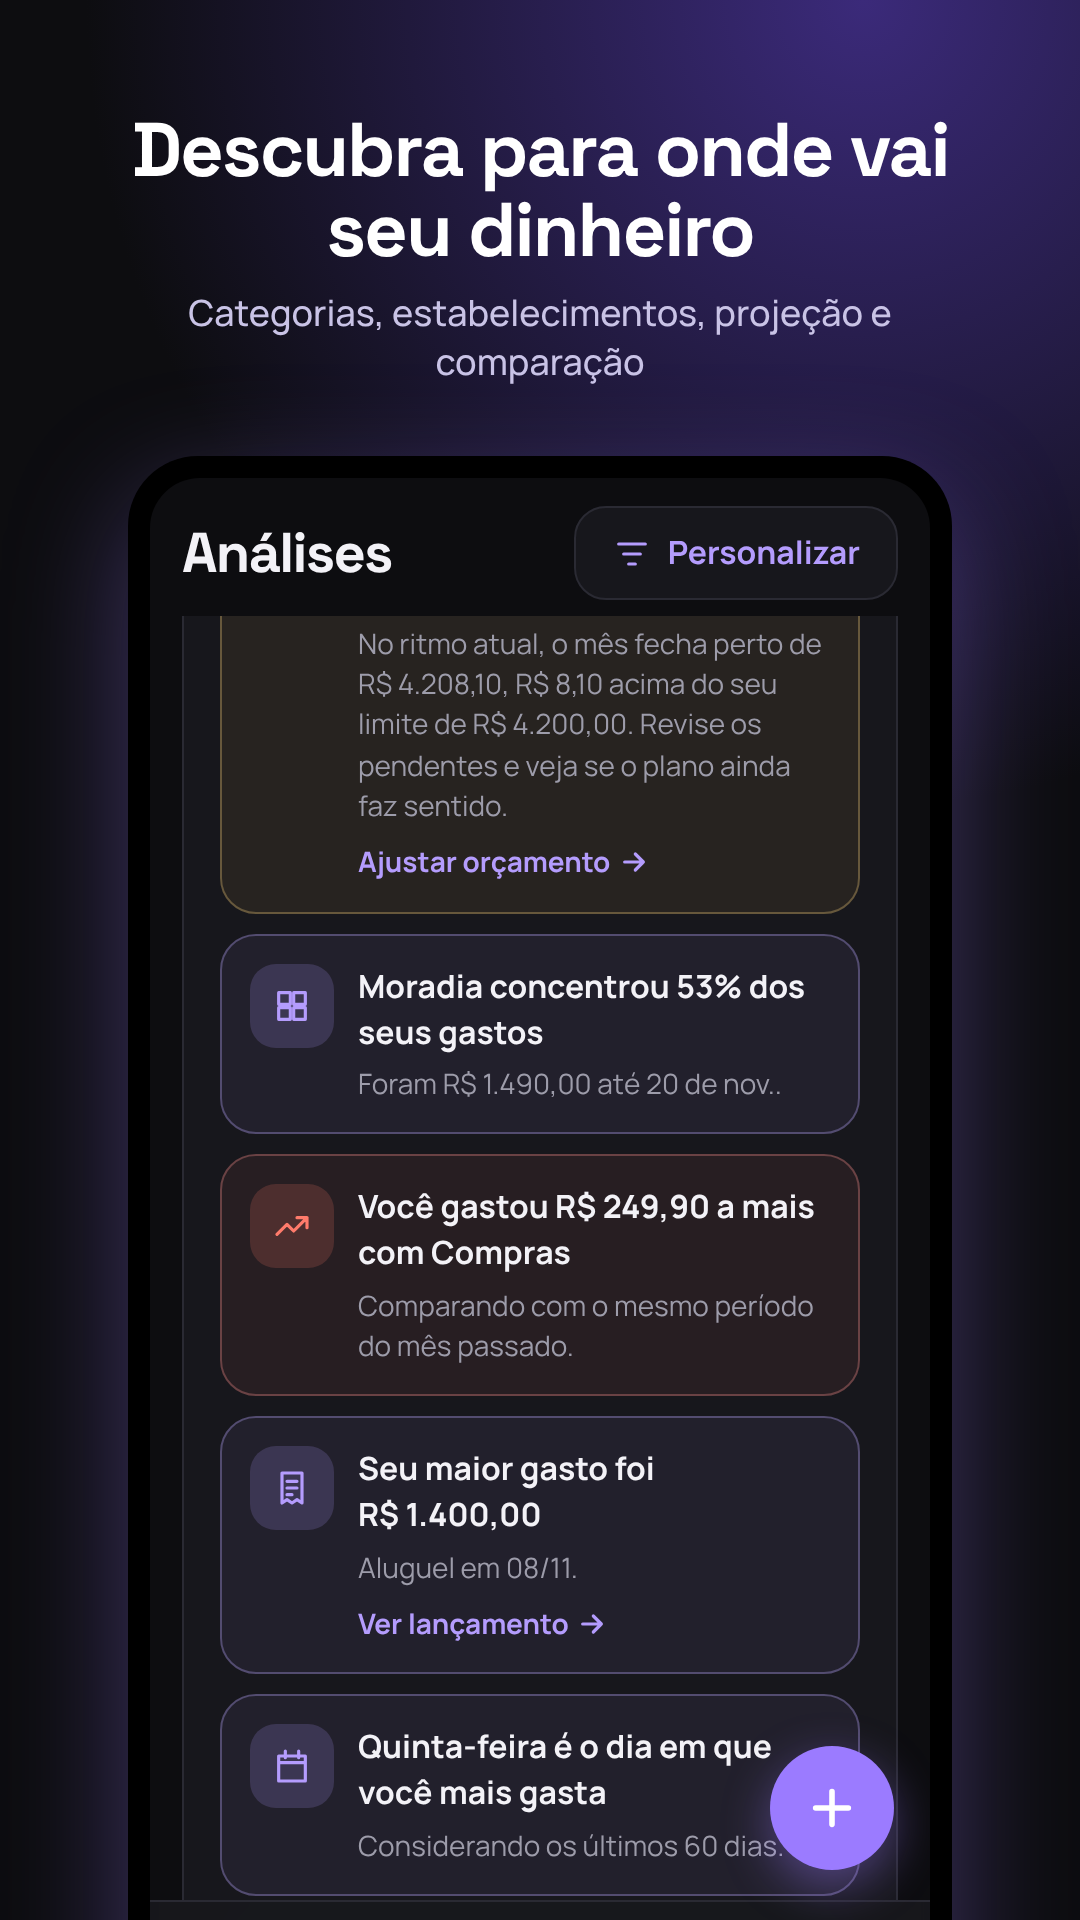 Descubra para onde vai
seu dinheiro
Categorias, estabelecimentos, projeção e
comparação
Análises
Personalizar
No ritmo atual, o mês fecha perto de
R$ 4.208,10, R$ 8,10 acima do seu
limite de R$ 4.200,00. Revise os
pendentes e veja se o plano ainda
faz sentido.
Ajustar orçamento →
Moradia concentrou 53% dos
seus gastos
Foram R$ 1.490,00 até 20 de nov..
Você gastou R$ 249,90 a mais
com Compras
Comparando com o mesmo período
do mês passado.
Seu maior gasto foi
R$ 1.400,00
Aluguel em 08/11.
Ver lançamento →
Quinta-feira é o dia em que
você mais gasta
Considerando os últimos 60 dias.